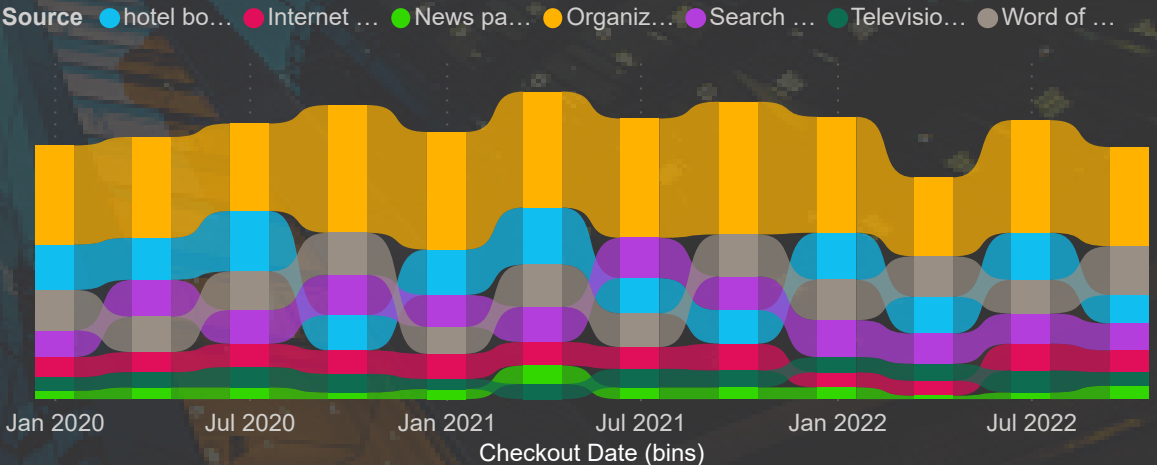 Source hotel bo... Internet ... News pa... Organiz... Search ... Televisio... Word of ...
Jan 2020 Jul 2020 Jan 2021 Jul 2021 Jan 2022 Jul 2022
Checkout Date (bins)